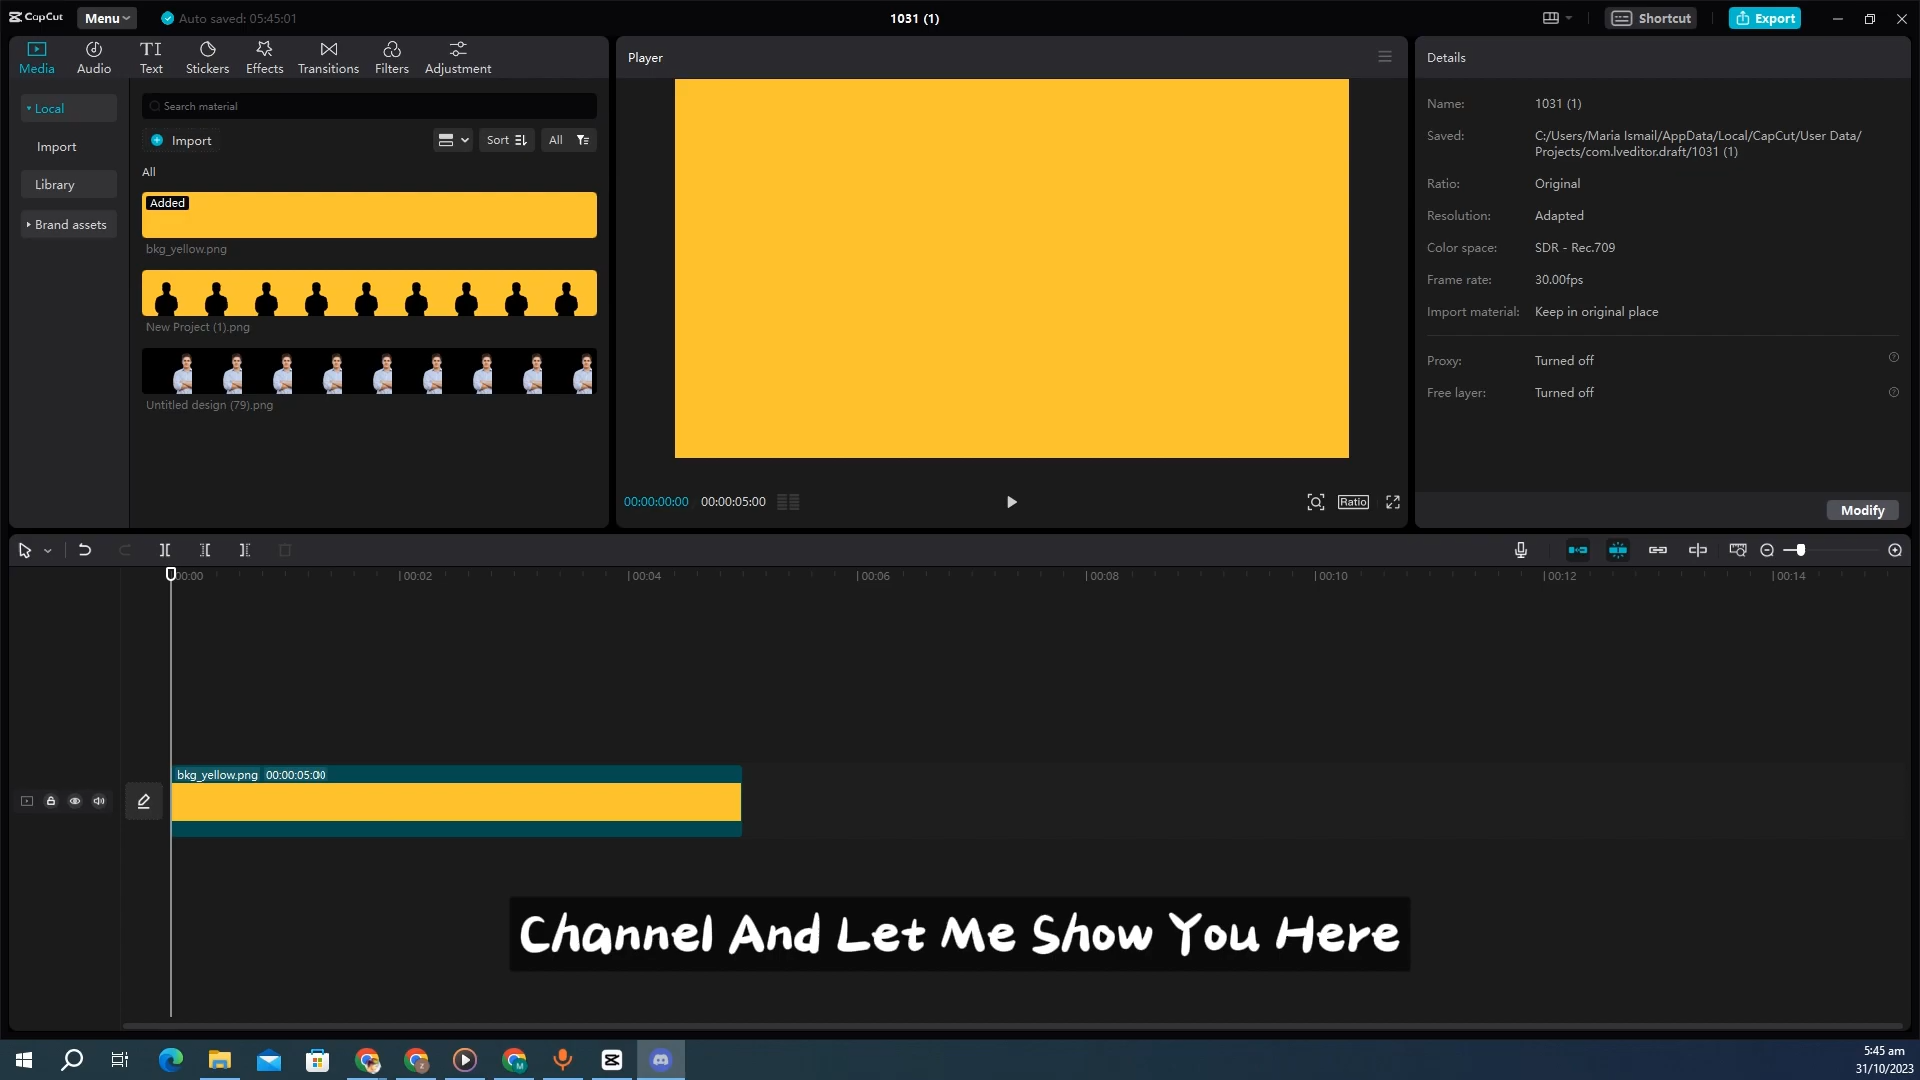 CapCut
Menu
Auto saved: 05:45:01
1031 (1)
Shortcut
Export
Media
Audio
TI
Text
Stickers
Effects
Transitions
Filters
Adjustment
Local
Import
Library
Brand assets
Search material
Import
Sort
All
All
Added
bkg_yellow.png
New Project (1).png
Untitled design (79).png
Player
00:00:00:00
00:00:05:00
Ratio
Details
Name: 1031 (1)
Saved: C:/Users/Maria Ismail/AppData/Local/CapCut/User Data/
Projects/com.lveditor.draft/1031 (1)
Ratio: Original
Resolution: Adapted
Color space: SDR - Rec.709
Frame rate: 30.00fps
Import material: Keep in original place
Proxy: Turned off
Free layer: Turned off
Modify
00:00
00:02
00:04
00:06
00:08
00:10
00:12
00:14
bkg_yellow.png 00:00:05:00
Channel And Let Me Show You Here
5:45 am
31/10/2023